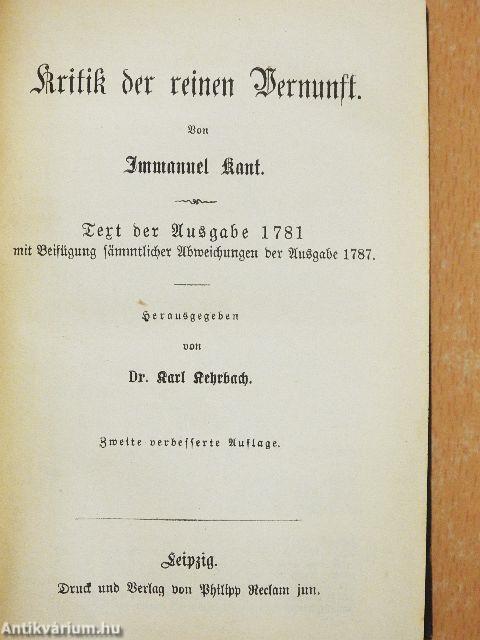 Kritik der reinen Vernunft.
Von
Immanuel Kant.
Text der Ausgabe 1781
mit Beifügung sämmtlicher Abweichungen der Ausgabe 1787.
Herausgegeben
von
Dr. Karl Kehrbach.
Zweite verbesserte Auflage.
Leipzig.
Druck und Verlag von Philipp Reclam jun.
Antikvárium.hu